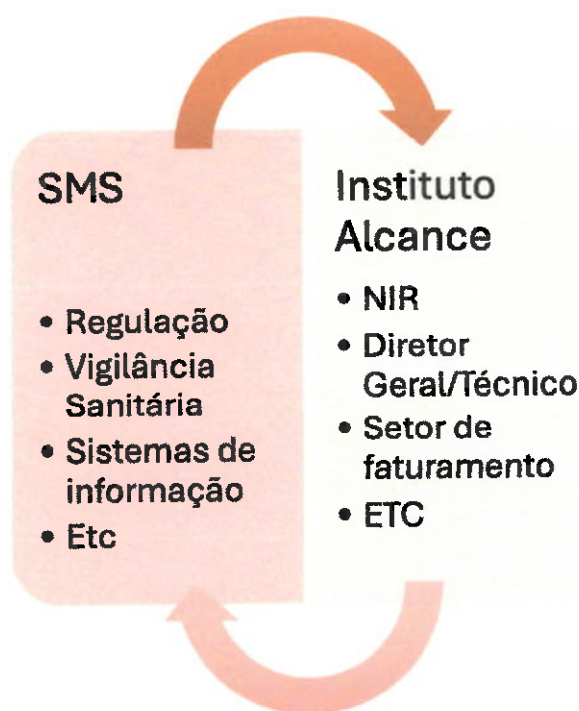 SMS
• Regulação
• Vigilância
Sanitária
• Sistemas de
informação
• Etc
Instituto
Alcance
• NIR
• Diretor
Geral/Técnico
• Setor de
faturamento
• ETC